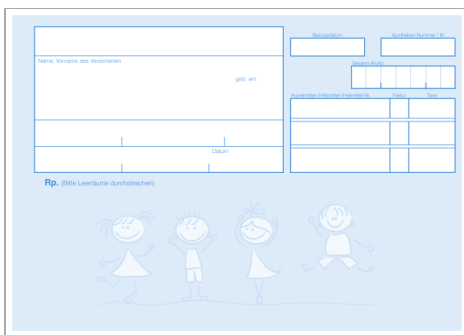 Bezugsdatum
Apotheken-Nummer / IK
Name, Vorname des Versicherten
Gesamt-Brutto
geb. am
Arzneimittel-/Hilfsmittel-/Heilmittel-Nr.
Faktor
Taxe
Datum
Rp. (Bitte Leerräume durchstreichen)